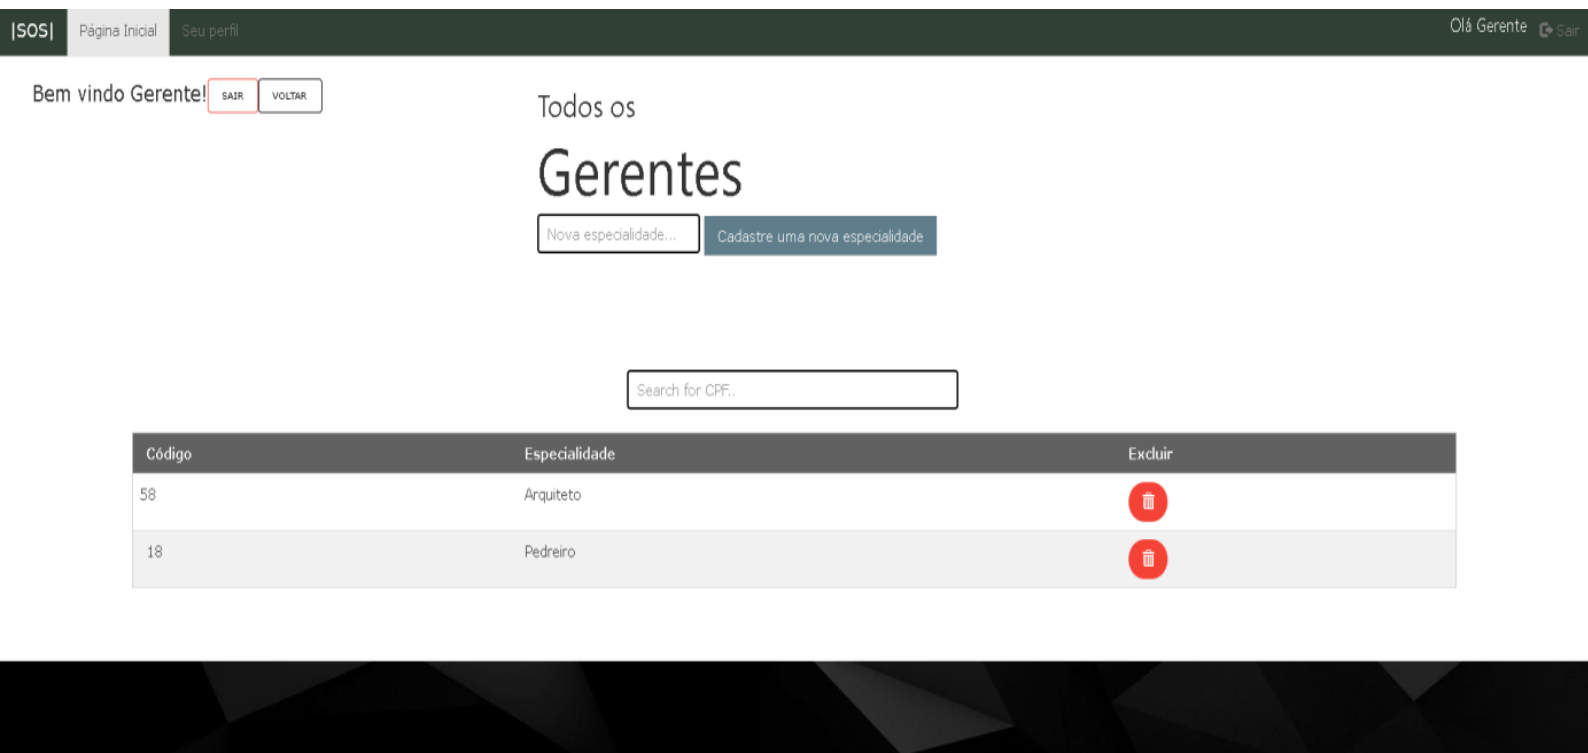 |SOS| Página Inicial Seu perfil Olá Gerente Sair
Bem vindo Gerente! SAIR VOLTAR
Todos os
Gerentes
Nova especialidade... Cadastre uma nova especialidade
Search for CPF..
Código Especialidade Excluir
58 Arquiteto
18 Pedreiro